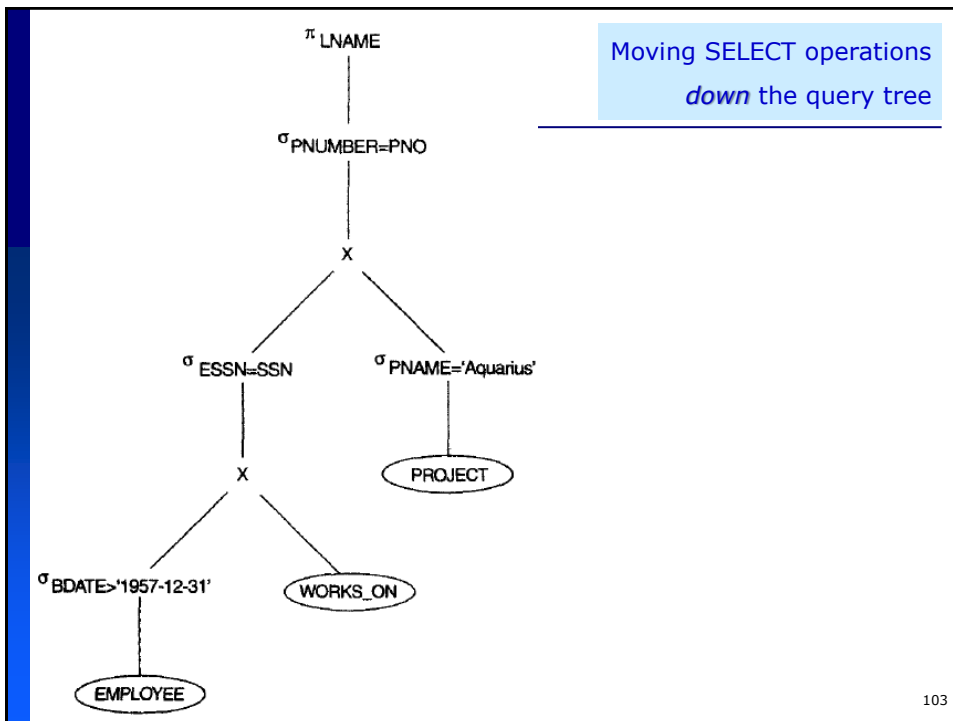 Moving SELECT operations
down the query tree
π LNAME
σ PNUMBER=PNO
X
σ ESSN=SSN
σ PNAME='Aquarius'
X
PROJECT
σ BDATE>'1957-12-31'
WORKS_ON
EMPLOYEE
103